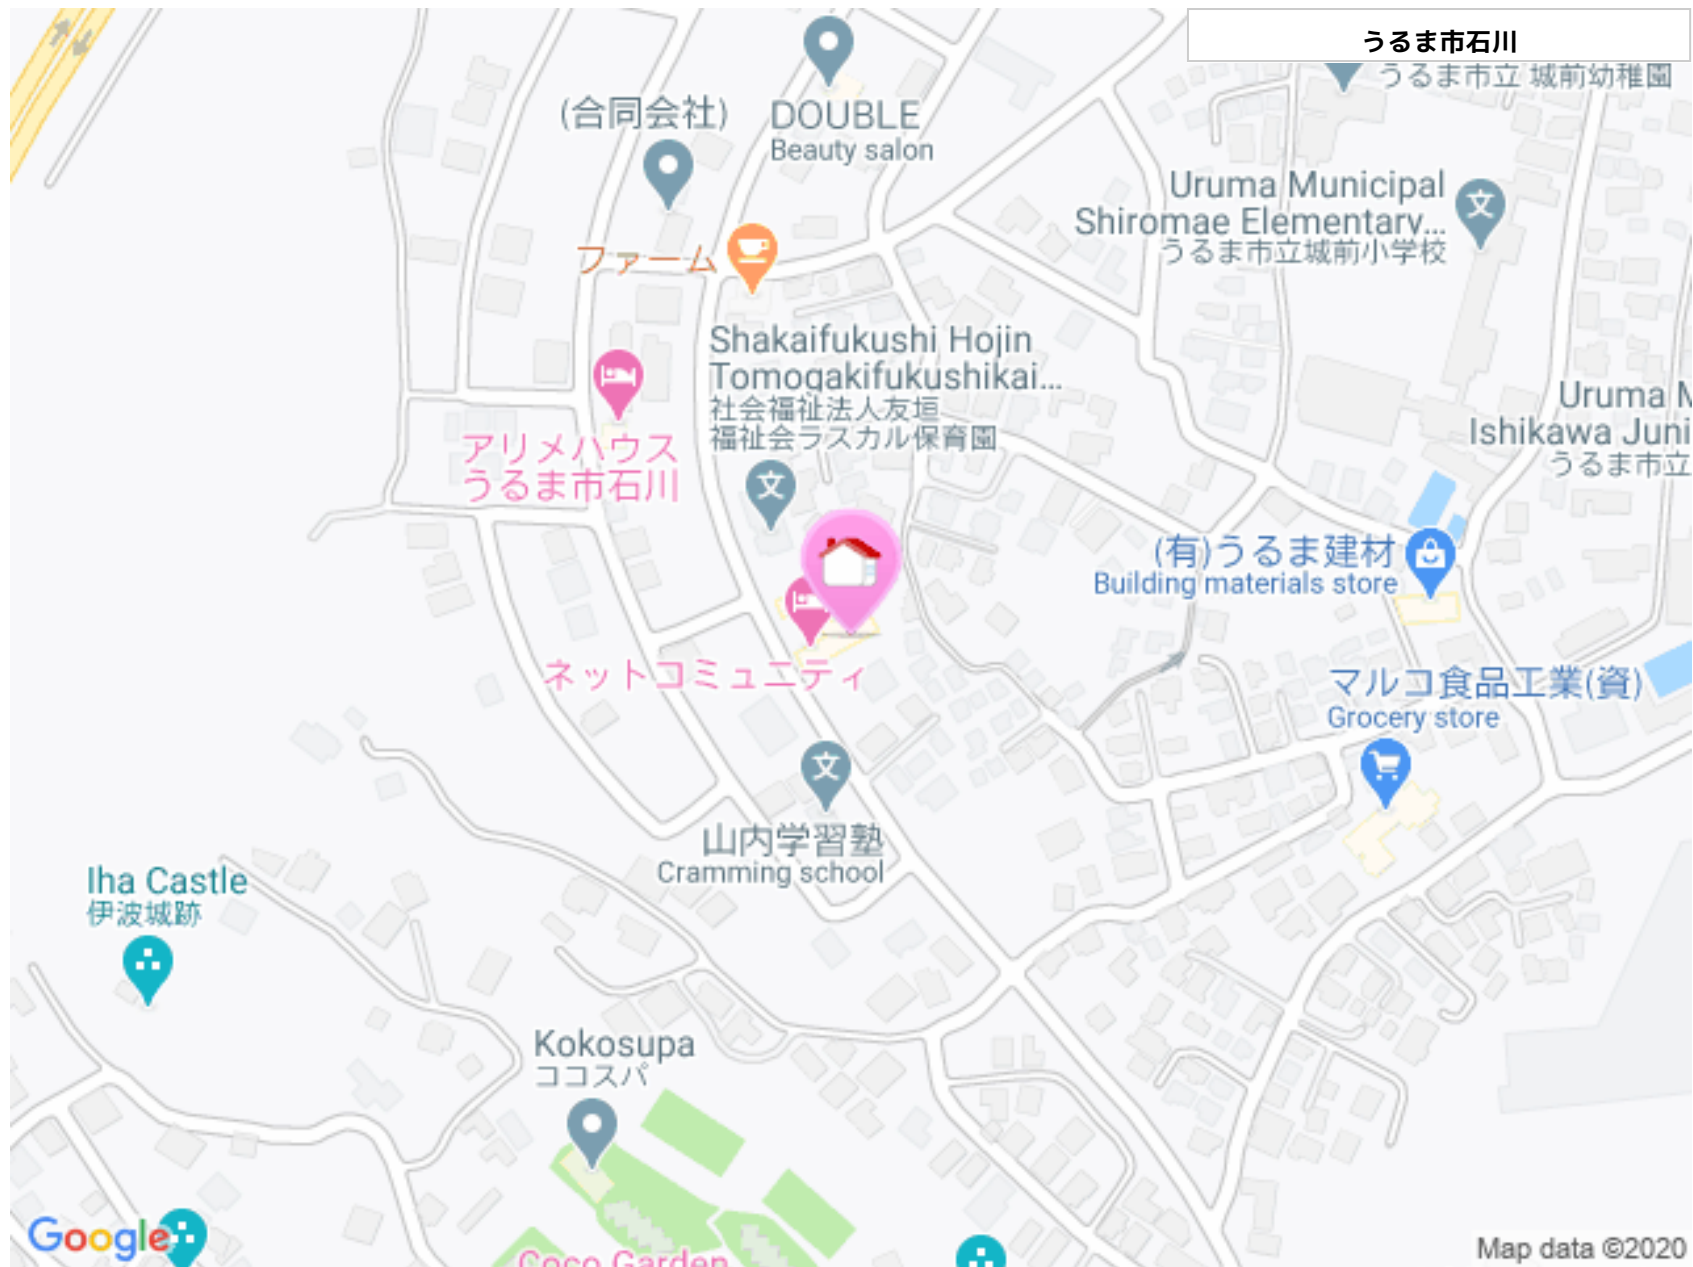 うるま市石川
うるま市立 城前幼稚園
(合同会社)
DOUBLE
Beauty salon
Uruma Municipal
Shiromae Elementary...
うるま市立城前小学校
ファーム
Shakaifukushi Hojin
Tomogakifukushikai...
社会福祉法人友垣
福祉会ラスカル保育園
Uruma M
Ishikawa Juni
うるま市立
アリメハウス
うるま市石川
文
文
(有)うるま建材
Building materials store
ネットコミュニティ
マルコ食品工業(資)
Grocery store
文
山内学習塾
Cramming school
Iha Castle
伊波城跡
Kokosupa
ココスパ
Coco Garden
Google
Map data ©2020